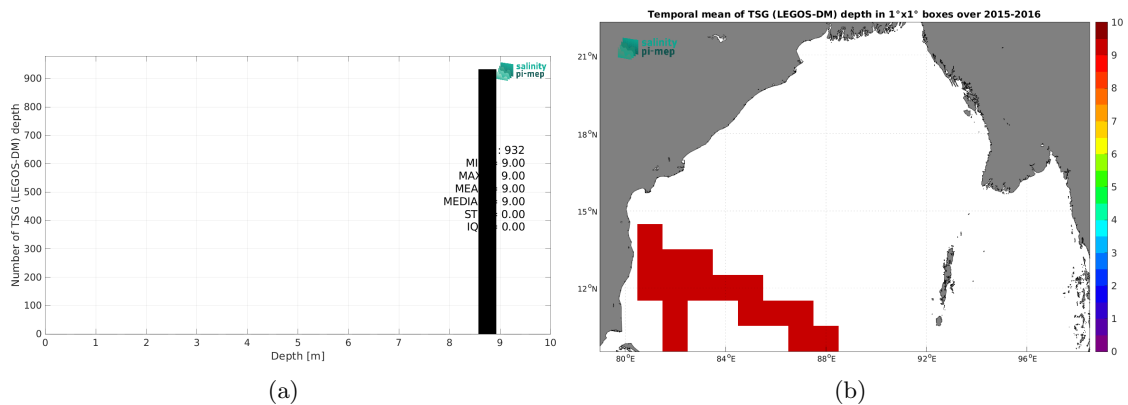 Temporal mean of TSG (LEGOS-DM) depth in 1°x1° boxes over 2015-2016
salinity
pi-mep
Number of TSG (LEGOS-DM) depth
900
800
700
600
500
400
300
200
100
0
: 932
9.00
9.00
9.00
9.00
0.00
0.00
0 1 2 3 4 5 6 7 8 9 10
Depth [m]
(a)
salinity
pi-mep
21°N
18°N
15°N
12°N
80°E 84°E 88°E 92°E 96°E
10
9
8
7
6
5
4
3
2
1
0
(b)